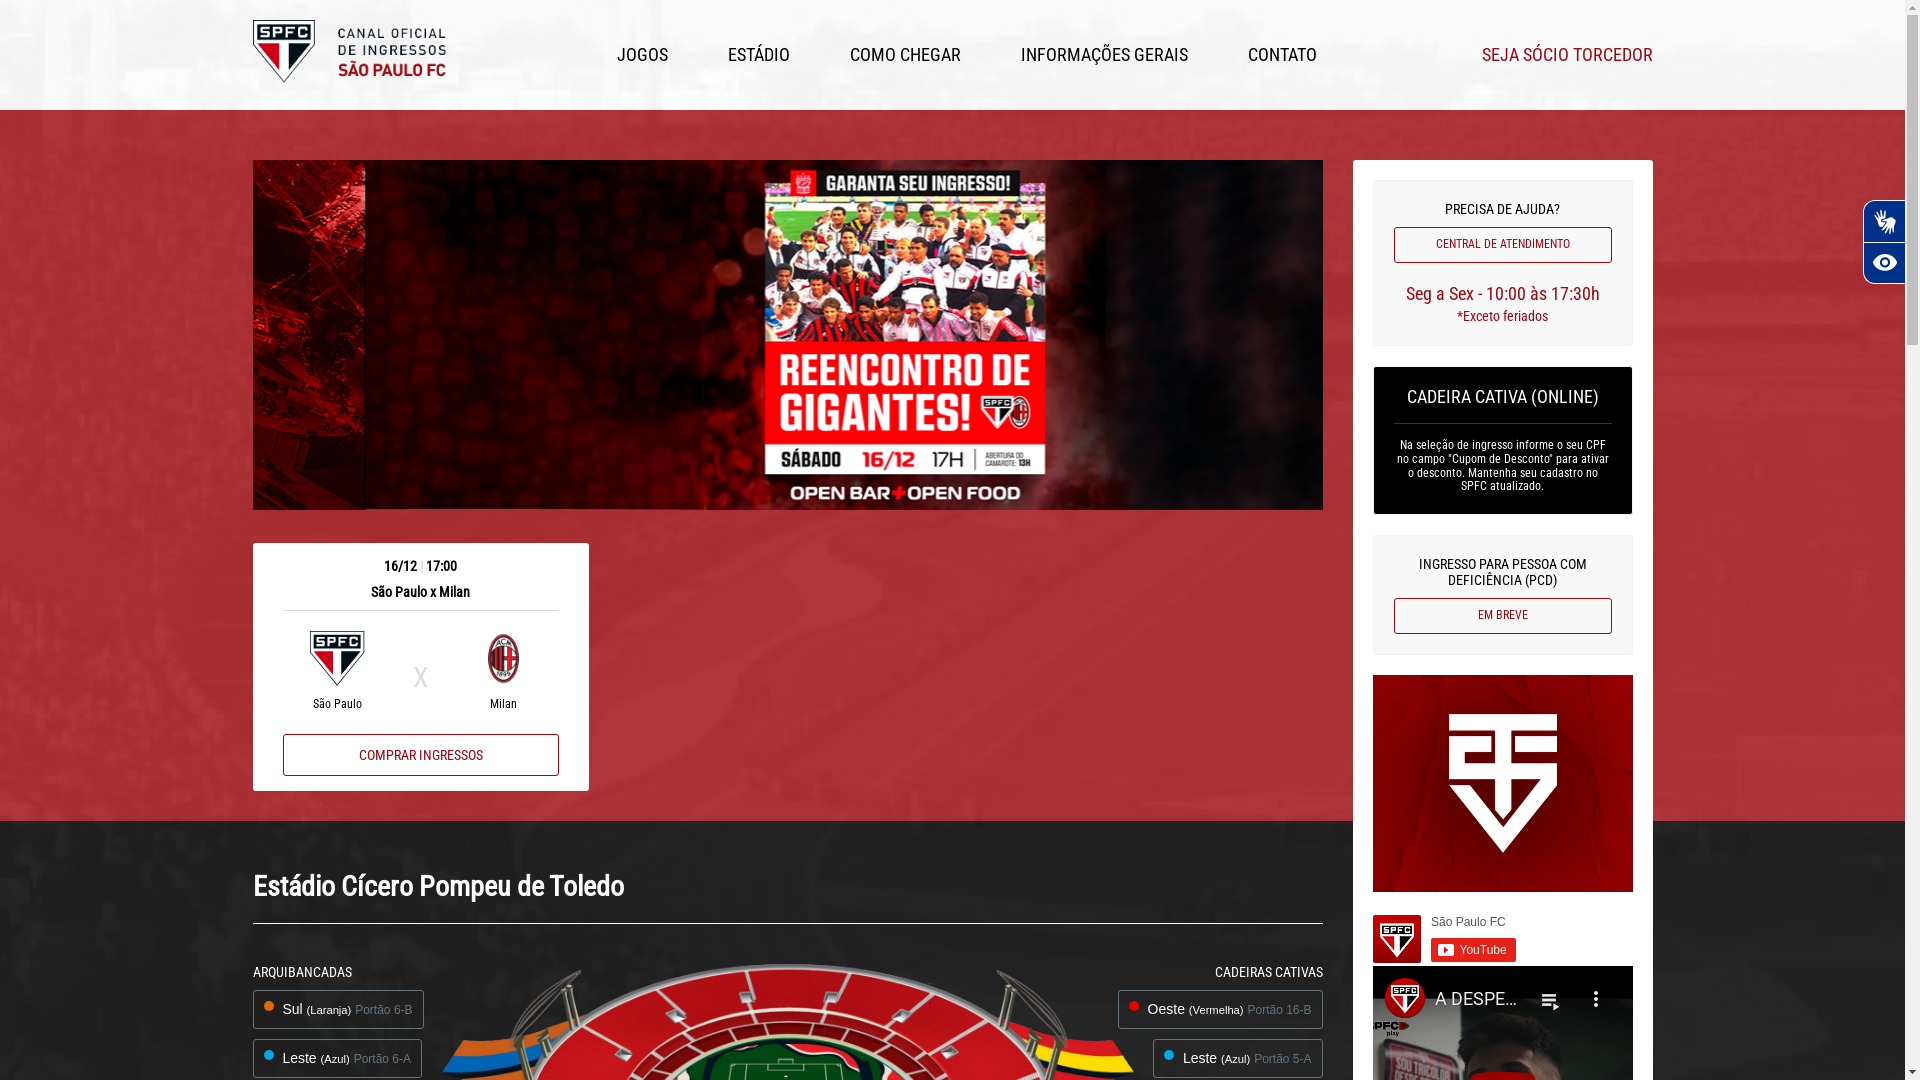 SPFC
CANAL OFICIAL
DE INGRESSOS
SÃO PAULO FC
JOGOS
ESTÁDIO
COMO CHEGAR
INFORMAÇÕES GERAIS
CONTATO
SEJA SÓCIO TORCEDOR
GARANTA SEU INGRESSO!
REENCONTRO DE
GIGANTES!
SÁBADO 16/12 17H
ABERTURA DO
CAMAROTE: 13H
OPEN BAR+OPEN FOOD
PRECISA DE AJUDA?
CENTRAL DE ATENDIMENTO
Seg a Sex - 10:00 às 17:30h
*Exceto feriados
CADEIRA CATIVA (ONLINE)
Na seleção de ingresso informe o seu CPF
no campo "Cupom de Desconto" para ativar
o desconto. Mantenha seu cadastro no
SPFC atualizado.
INGRESSO PARA PESSOA COM
DEFICIÊNCIA (PCD)
EM BREVE
16/12 | 17:00
São Paulo x Milan
SPFC
X
São Paulo
Milan
COMPRAR INGRESSOS
Estádio Cícero Pompeu de Toledo
ARQUIBANCADAS
Sul (Laranja) Portão 6-B
Leste (Azul) Portão 6-A
CADEIRAS CATIVAS
Oeste (Vermelha) Portão 16-B
Leste (Azul) Portão 5-A
SPFC
São Paulo FC
YouTube
SPFC
A DESPE...
SPFC
play